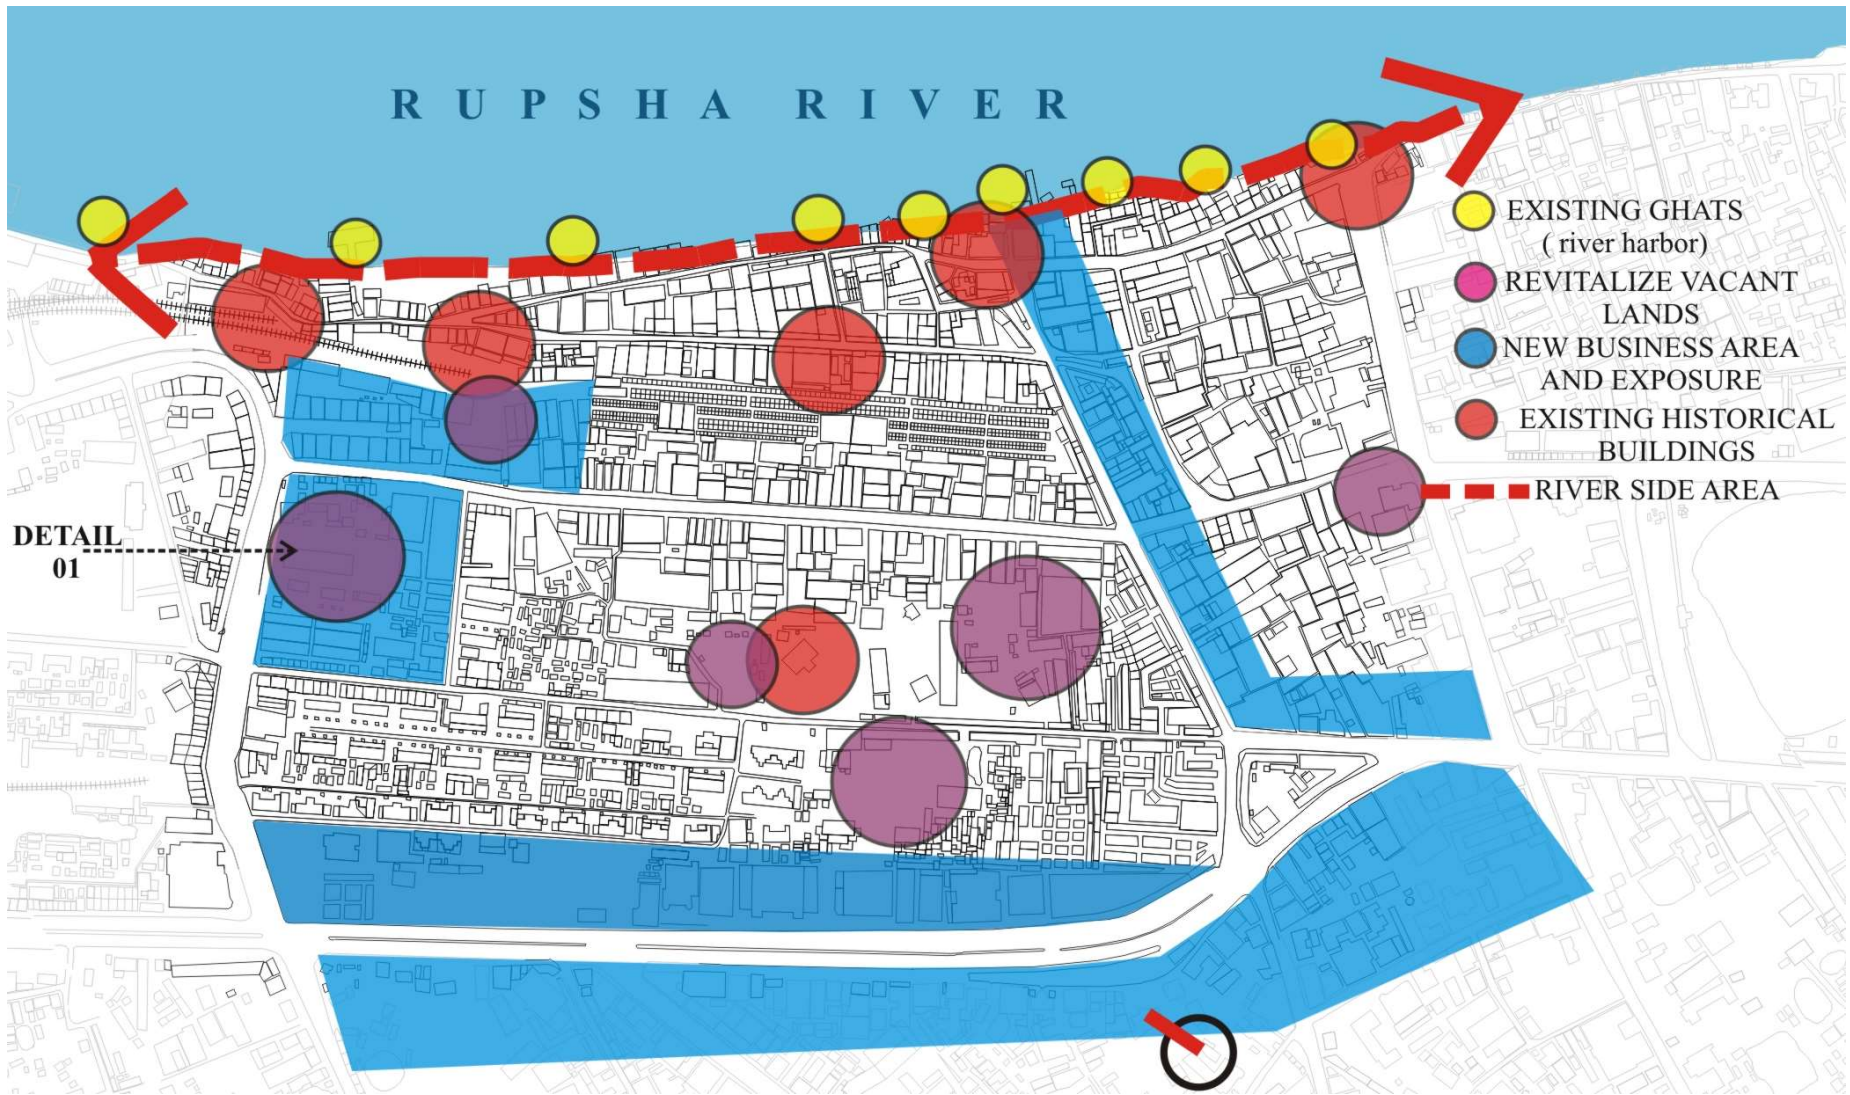 RUPSHA RIVER
EXISTING GHATS
( river harbor)
REVITALIZE VACANT
LANDS
NEW BUSINESS AREA
AND EXPOSURE
EXISTING HISTORICAL
BUILDINGS
RIVER SIDE AREA
DETAIL
01